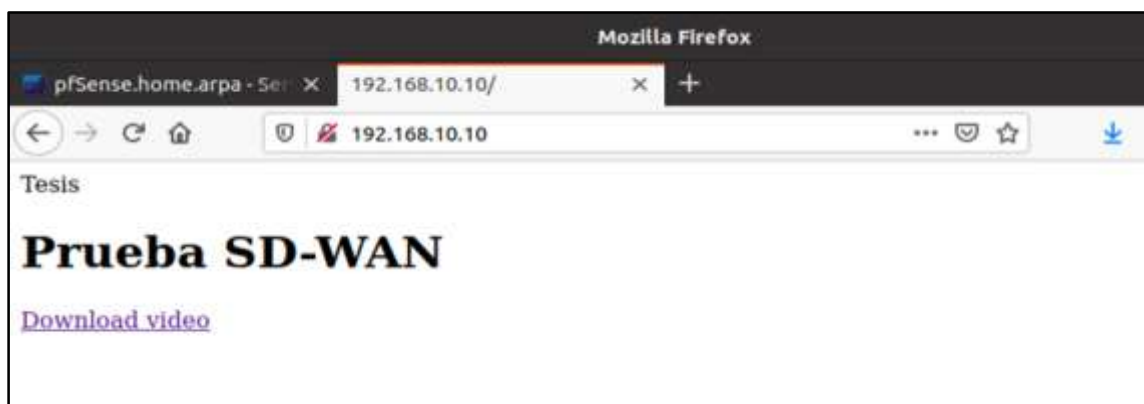 Mozilla Firefox
pfSense.home.arpa - Ser
192.168.10.10/
192.168.10.10
Tesis
Prueba SD-WAN
Download video